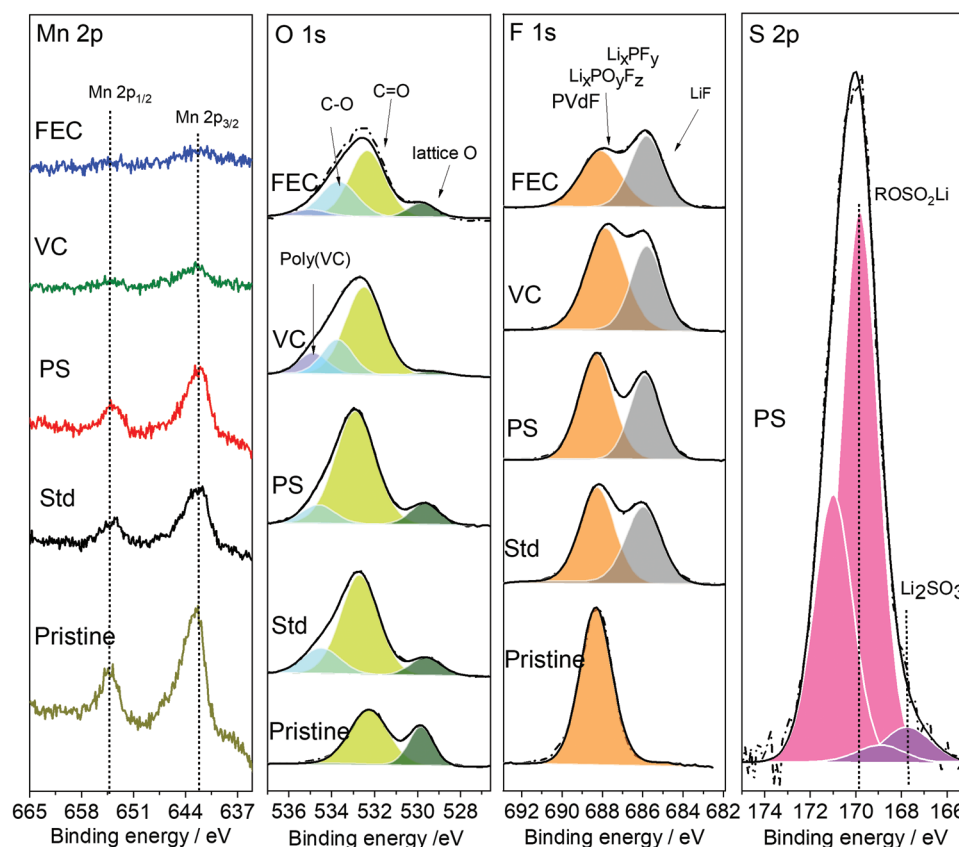 Mn 2p
Mn 2p₁/₂
Mn 2p₃/₂
FEC
VC
PS
Std
Pristine
665 651 644 637
Binding energy / eV
O 1s
C=O
C-O
lattice O
FEC
Poly(VC)
VC
PS
Std
Pristine
536 534 532 530 528
Binding energy /eV
F 1s
LiₓPFᵧ
LiₓPOᵧF_z
PVdF
LiF
FEC
VC
PS
Std
Pristine
692 690 688 686 684 682
Binding energy / eV
S 2p
ROSO₂Li
PS
Li₂SO₃
174 172 170 168 166
Binding energy / eV